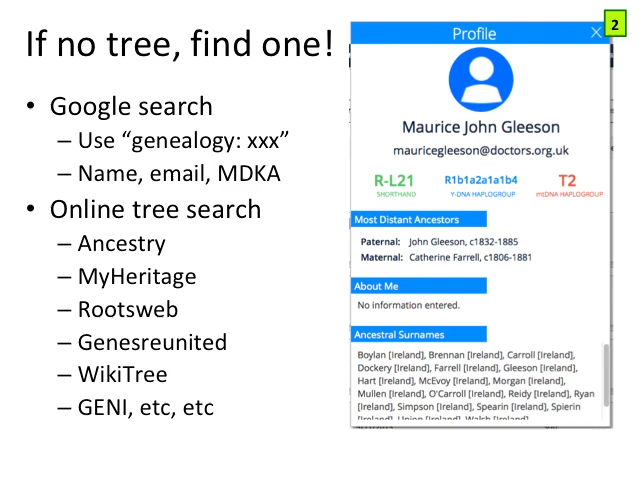 If no tree, find one!
• Google search
– Use “genealogy: xxx”
– Name, email, MDKA
• Online tree search
– Ancestry
– MyHeritage
– Rootsweb
– Genesreunited
– WikiTree
– GENI, etc, etc
2
Profile
Maurice John Gleeson
mauricegleeson@doctors.org.uk
R-L21 R1b1a2a1a1b4 T2
SHORTHAND Y-DNA HAPLOGROUP mtDNA HAPLOGROUP
Most Distant Ancestors
Paternal: John Gleeson, c1832-1885
Maternal: Catherine Farrell, c1806-1881
About Me
No information entered.
Ancestral Surnames
Boylan [Ireland], Brennan [Ireland], Carroll [Ireland],
Dockery [Ireland], Farrell [Ireland], Gleeson [Ireland],
Hart [Ireland], McEvoy [Ireland], Morgan [Ireland],
Mullen [Ireland], O'Carroll [Ireland], Reidy [Ireland], Ryan
[Ireland], Simpson [Ireland], Spearin [Ireland], Spierin
[Ireland], [Ireland], Walsh [Ireland]